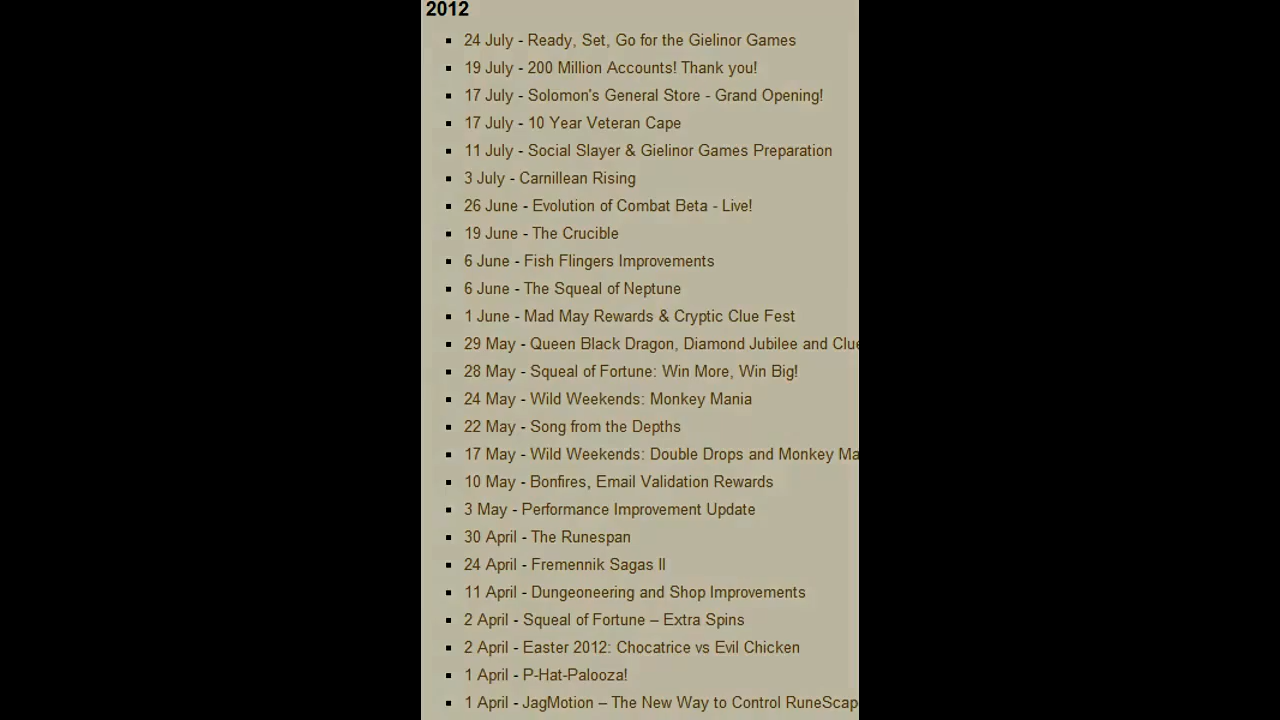 2012
24 July - Ready, Set, Go for the Gielinor Games
19 July - 200 Million Accounts! Thank you!
17 July - Solomon's General Store - Grand Opening!
17 July - 10 Year Veteran Cape
11 July - Social Slayer & Gielinor Games Preparation
3 July - Carnillean Rising
26 June - Evolution of Combat Beta - Live!
19 June - The Crucible
6 June - Fish Flingers Improvements
6 June - The Squeal of Neptune
1 June - Mad May Rewards & Cryptic Clue Fest
29 May - Queen Black Dragon, Diamond Jubilee and Clue
28 May - Squeal of Fortune: Win More, Win Big!
24 May - Wild Weekends: Monkey Mania
22 May - Song from the Depths
17 May - Wild Weekends: Double Drops and Monkey Ma
10 May - Bonfires, Email Validation Rewards
3 May - Performance Improvement Update
30 April - The Runespan
24 April - Fremennik Sagas II
11 April - Dungeoneering and Shop Improvements
2 April - Squeal of Fortune – Extra Spins
2 April - Easter 2012: Chocatrice vs Evil Chicken
1 April - P-Hat-Palooza!
1 April - JagMotion – The New Way to Control RuneScap